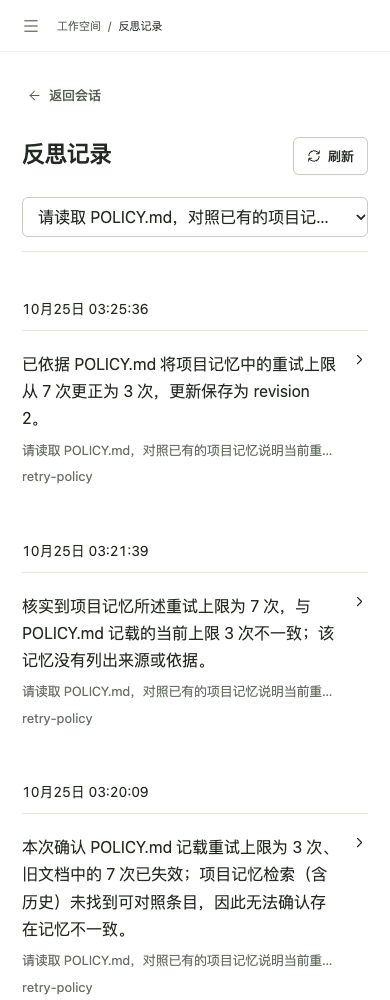 工作空间 / 反思记录
返回会话
反思记录
刷新
请读取 POLICY.md，对照已有的项目记...
10月25日 03:25:36
已依据 POLICY.md 将项目记忆中的重试上限
从 7 次更正为 3 次，更新保存为 revision
2。
请读取 POLICY.md，对照已有的项目记忆说明当前重...
retry-policy
10月25日 03:21:39
核实到项目记忆所述重试上限为 7 次，与
POLICY.md 记载的当前上限 3 次不一致；该
记忆没有列出来源或依据。
请读取 POLICY.md，对照已有的项目记忆说明当前重...
retry-policy
10月25日 03:20:09
本次确认 POLICY.md 记载重试上限为 3 次、
旧文档中的 7 次已失效；项目记忆检索（含
历史）未找到可对照条目，因此无法确认存
在记忆不一致。
请读取 POLICY.md，对照已有的项目记忆说明当前重...
retry-policy